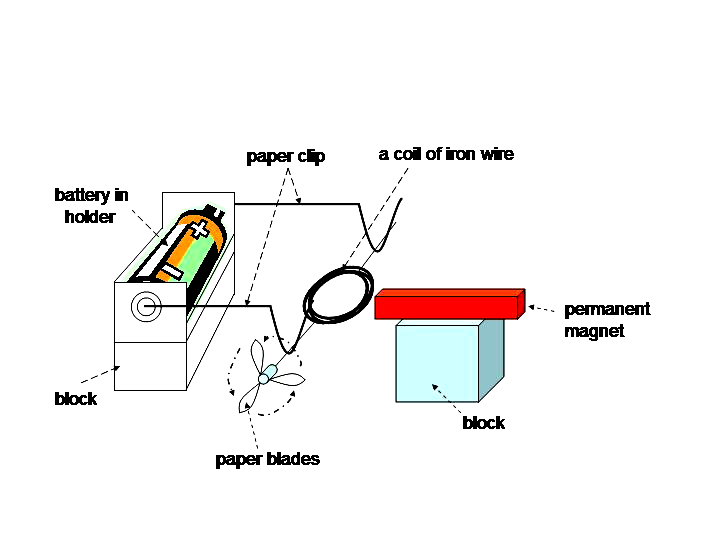 paper clip
a coil of iron wire
battery in
holder
+
permanent
magnet
block
block
paper blades